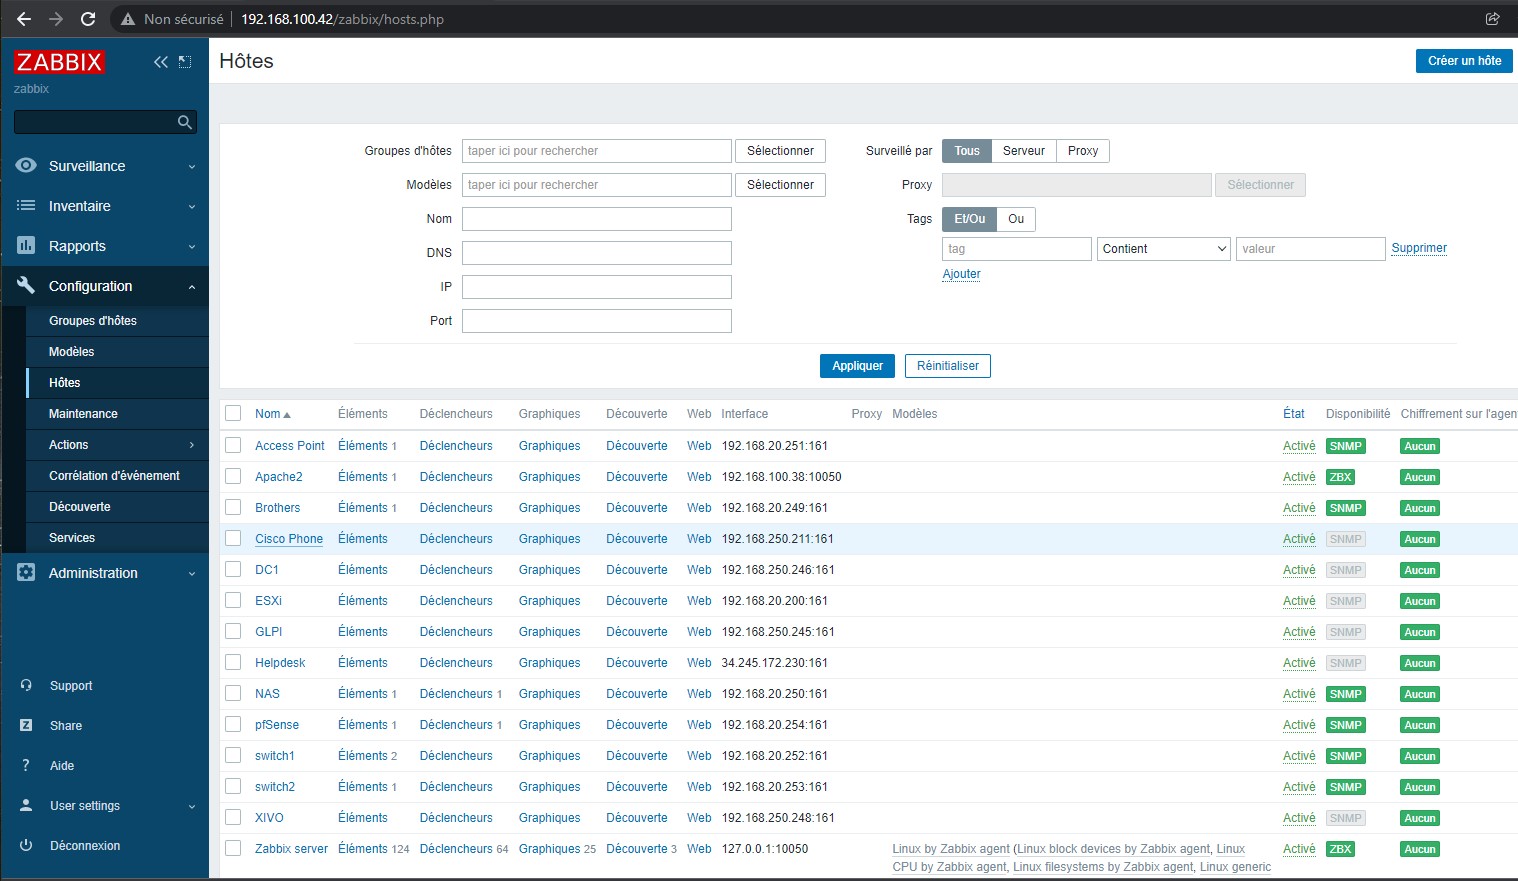 Non sécurisé | 192.168.100.42/zabbix/hosts.php
ZABBIX
zabbix
Surveillance
Inventaire
Rapports
Configuration
Groupes d'hôtes
Modèles
Hôtes
Maintenance
Actions
Corrélation d'événement
Découverte
Services
Administration
Support
Z Share
? Aide
User settings
Déconnexion
Hôtes Créer un hôte
Groupes d'hôtes taper ici pour rechercher Sélectionner Surveillé par Tous Serveur Proxy
Modèles taper ici pour rechercher Sélectionner Proxy Sélectionner
Nom Tags Et/Ou Ou
DNS tag Contient valeur Supprimer
Ajouter
IP
Port
Appliquer Réinitialiser
Nom Éléments Déclencheurs Graphiques Découverte Web Interface Proxy Modèles État Disponibilité Chiffrement sur l'agent
Access Point Éléments 1 Déclencheurs Graphiques Découverte Web 192.168.20.251:161 Activé SNMP Aucun
Apache2 Éléments 1 Déclencheurs Graphiques Découverte Web 192.168.100.38:10050 Activé ZBX Aucun
Brothers Éléments 1 Déclencheurs Graphiques Découverte Web 192.168.20.249:161 Activé SNMP Aucun
Cisco Phone Éléments Déclencheurs Graphiques Découverte Web 192.168.250.211:161 Activé SNMP Aucun
DC1 Éléments Déclencheurs Graphiques Découverte Web 192.168.250.246:161 Activé SNMP Aucun
ESXi Éléments Déclencheurs Graphiques Découverte Web 192.168.20.200:161 Activé SNMP Aucun
GLPI Éléments Déclencheurs Graphiques Découverte Web 192.168.250.245:161 Activé SNMP Aucun
Helpdesk Éléments Déclencheurs Graphiques Découverte Web 34.245.172.230:161 Activé SNMP Aucun
NAS Éléments 1 Déclencheurs 1 Graphiques Découverte Web 192.168.20.250:161 Activé SNMP Aucun
pfSense Éléments 1 Déclencheurs 1 Graphiques Découverte Web 192.168.20.254:161 Activé SNMP Aucun
switch1 Éléments 2 Déclencheurs Graphiques Découverte Web 192.168.20.252:161 Activé SNMP Aucun
switch2 Éléments 1 Déclencheurs Graphiques Découverte Web 192.168.20.253:161 Activé SNMP Aucun
XIVO Éléments Déclencheurs Graphiques Découverte Web 192.168.250.248:161 Activé SNMP Aucun
Zabbix server Éléments 124 Déclencheurs 64 Graphiques 25 Découverte 3 Web 127.0.0.1:10050 Linux by Zabbix agent (Linux block devices by Zabbix agent, Linux Activé ZBX Aucun
CPU by Zabbix agent, Linux filesystems by Zabbix agent, Linux generic